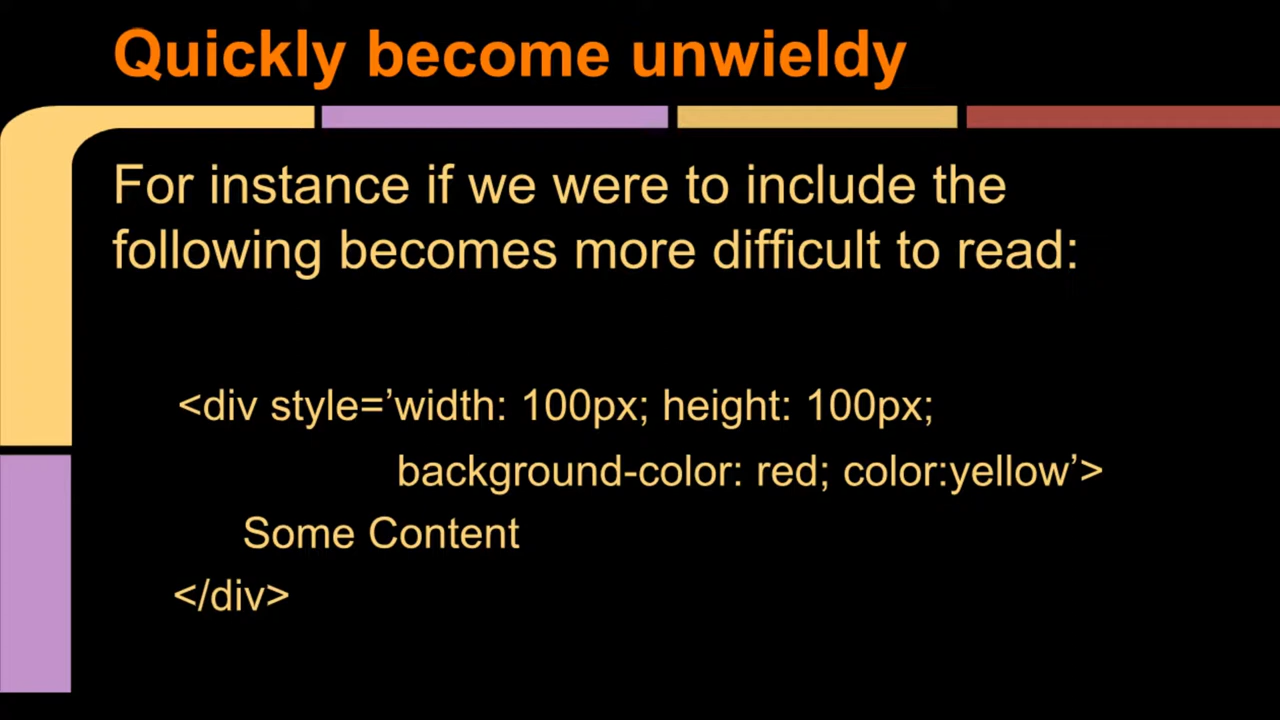 Quickly become unwieldy
For instance if we were to include the
following becomes more difficult to read:
<div style=’width: 100px; height: 100px;
background-color: red; color:yellow’>
Some Content
</div>